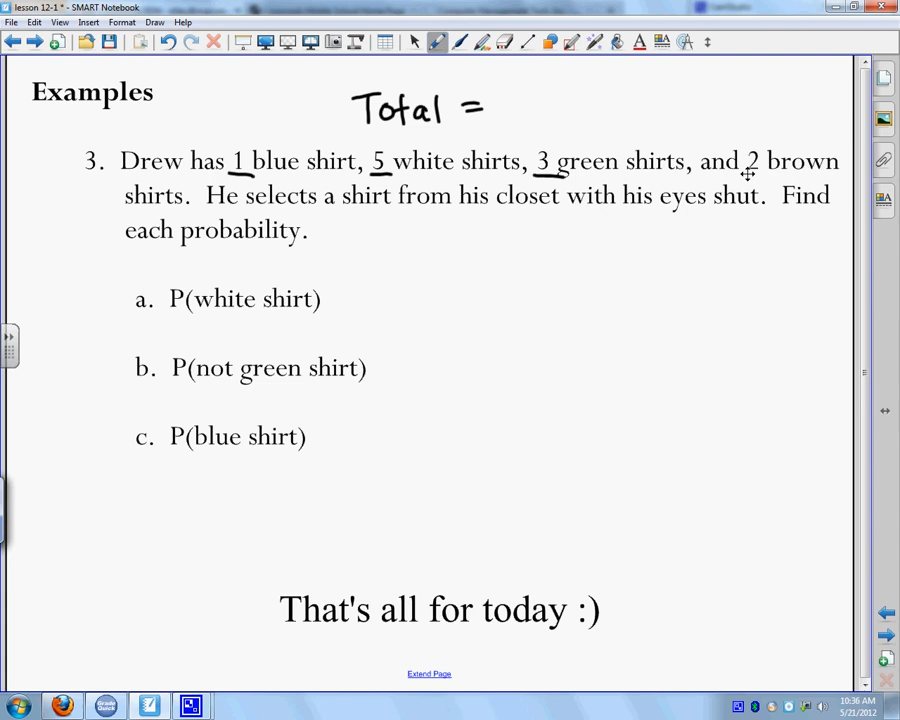 lesson 12-1 * - SMART Notebook
File Edit View Insert Format Draw Help
Examples
Total =
3. Drew has 1 blue shirt, 5 white shirts, 3 green shirts, and 2 brown
shirts. He selects a shirt from his closet with his eyes shut. Find
each probability.
a. P(white shirt)
b. P(not green shirt)
c. P(blue shirt)
That's all for today :)
Extend Page
Grade
Quick
10:36 AM
5/21/2012